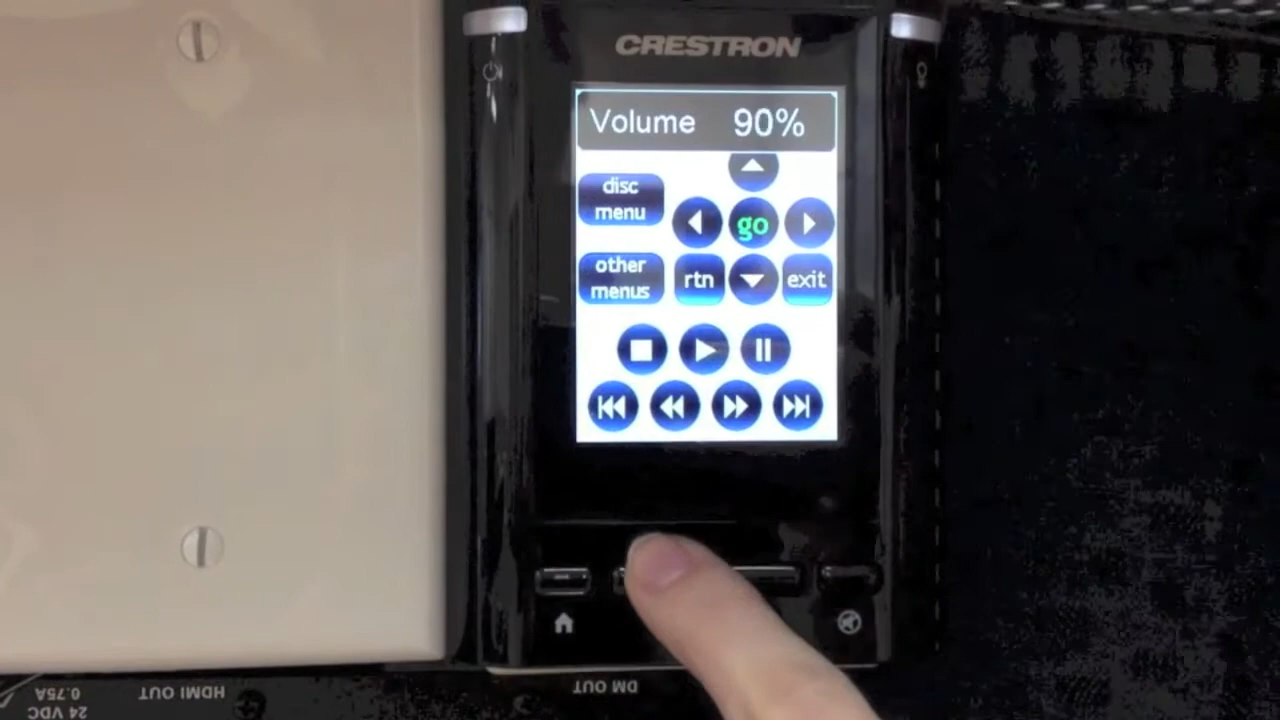 CRESTRON
Volume 90%
disc
menu
go
other
menus
rtn
exit
DM OUT
HDMI OUT
0.75A
24 VDC